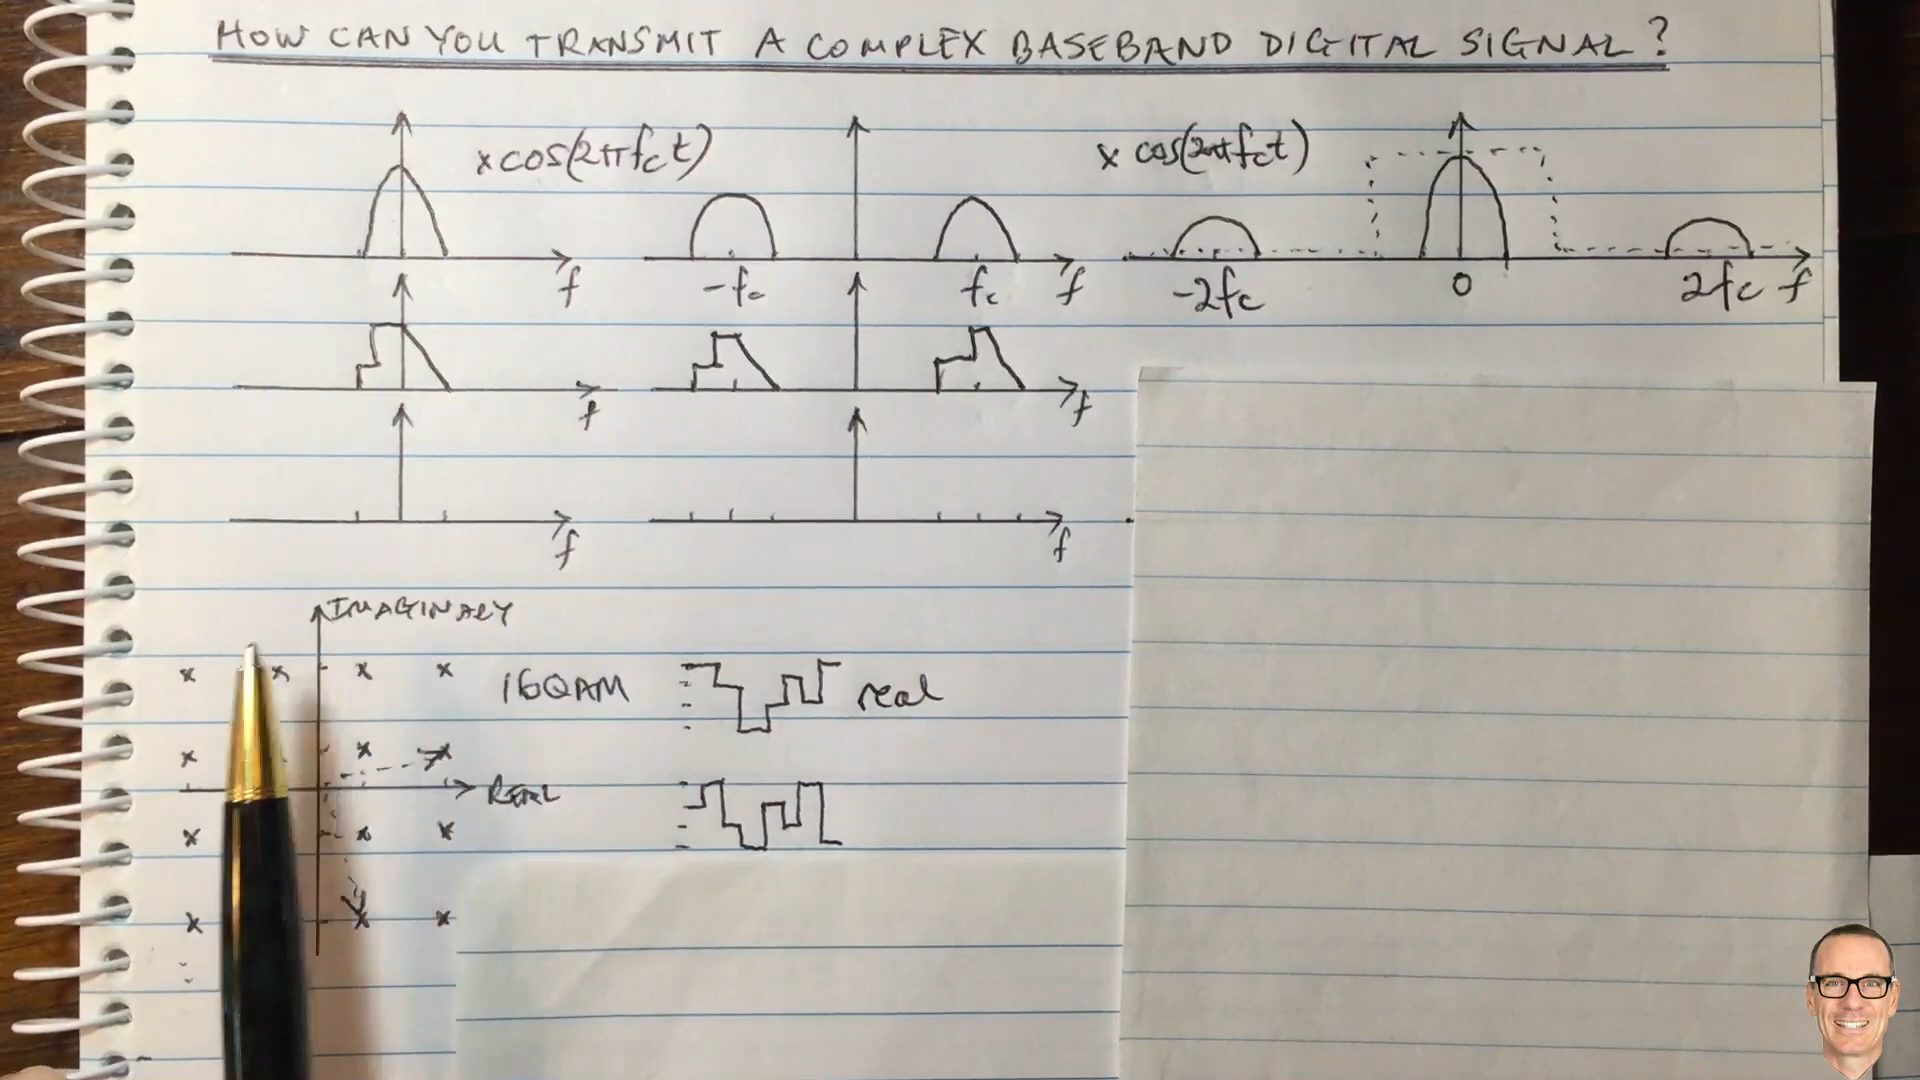 HOW CAN YOU TRANSMIT A COMPLEX BASEBAND DIGITAL SIGNAL?
x cos(2πfct) x cos(2πfct)
f -fc fc f -2fc 0 2fc f
f f
f f
IMAGINARY
16QAM real
REAL